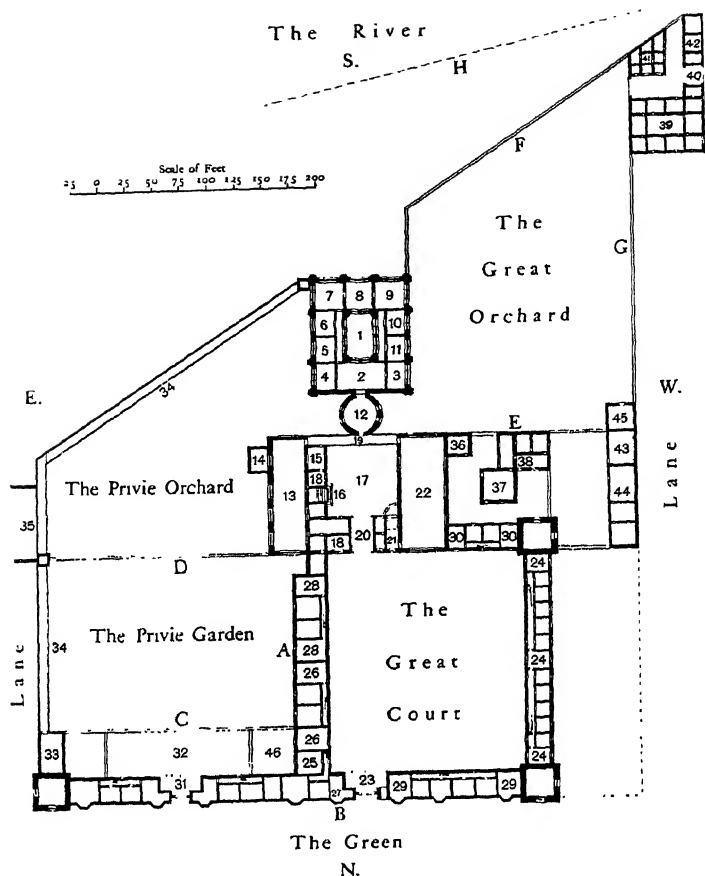 The River
S.
H
42
41
40
39
F
Scale of Feet
25 0 25 50 75 100 125 150 175 200
The
Great
Orchard
G
7 8 9
6 1 10
5 11
4 2 3
E.
34
W.
12
E
45
19
14
15
36
43
18
17
38
13
16
22
37
44
Lane
The Privie Orchard
35
20
21
18
30 30
D
24
28
The
34
The Privie Garden
A
28
Great
24
26
Lane
C
Court
26
33
32
46
25
24
31
27
23
29
29
B
The Green
N.